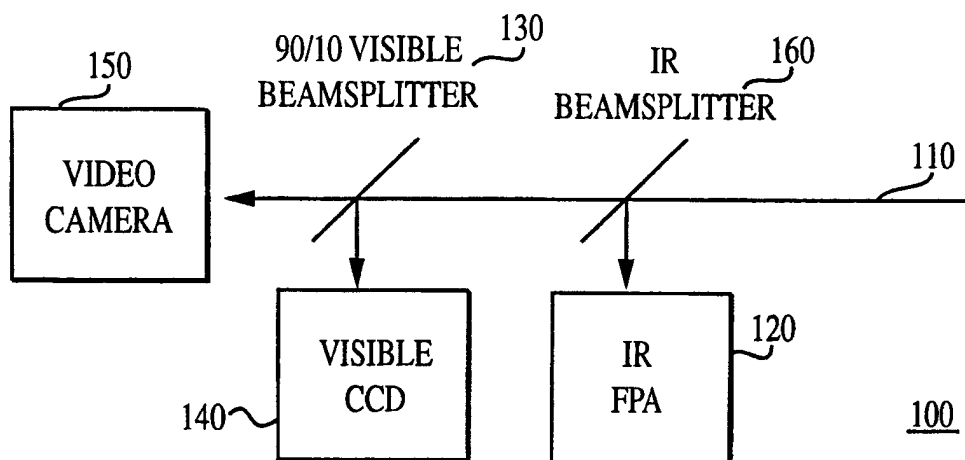 150
90/10 VISIBLE
BEAMSPLITTER
130
IR
BEAMSPLITTER
160
VIDEO
CAMERA
110
VISIBLE
CCD
140
IR
FPA
120
100